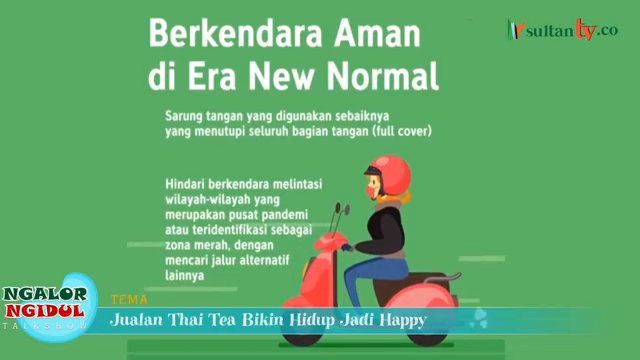 Berkendara Aman
di Era New Normal
sultantv.co
Sarung tangan yang digunakan sebaiknya
yang menutupi seluruh bagian tangan (full cover)
Hindari berkendara melintasi
wilayah-wilayah yang
merupakan pusat pandemi
atau teridentifikasi sebagai
zona merah, dengan
mencari jalur alternatif
lainnya
NGALOR
NGIDUL
TALKSHOW
TEMA
Jualan Thai Tea Bikin Hidup Jadi Happy